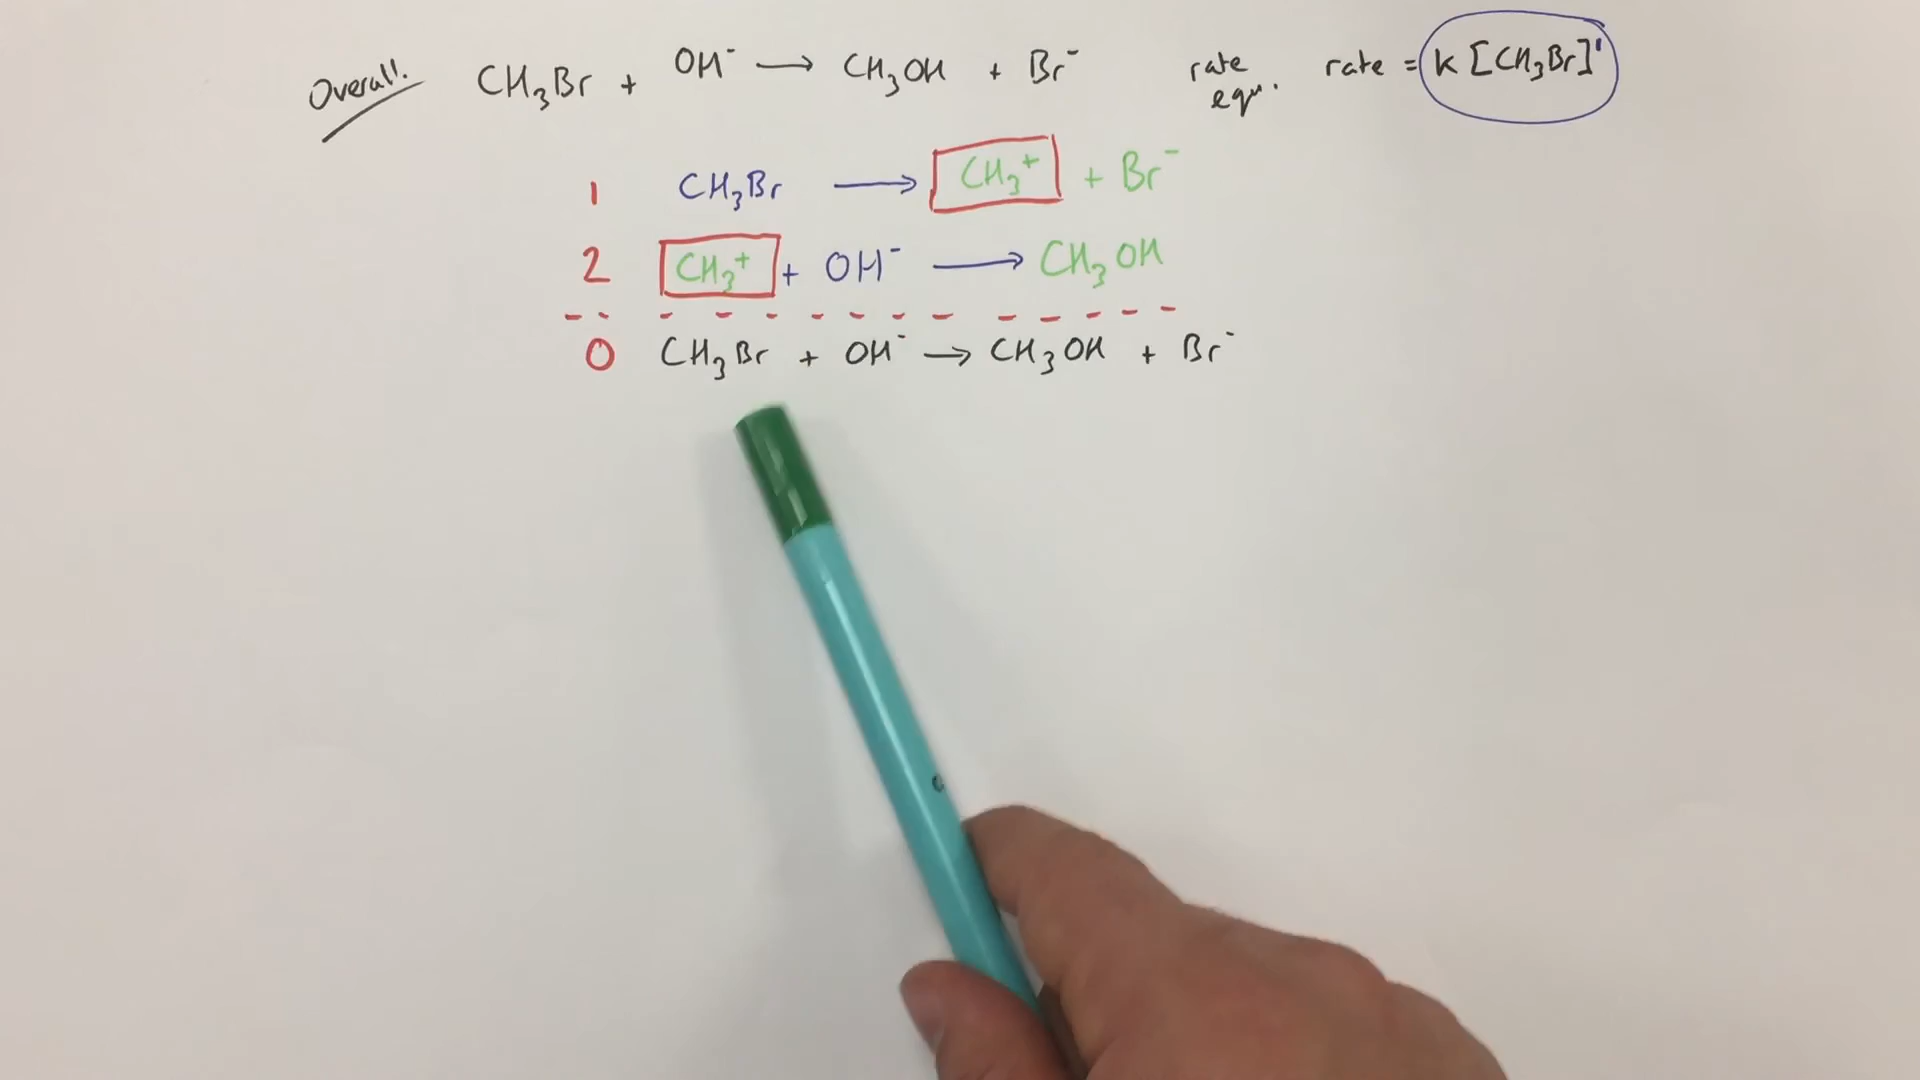 Overall. CH₃Br + OH⁻ → CH₃OH + Br⁻ rate equ. rate = k [CH₃Br]¹
1 CH₃Br → CH₃⁺ + Br⁻
2 CH₃⁺ + OH⁻ → CH₃OH
O CH₃Br + OH⁻ → CH₃OH + Br⁻